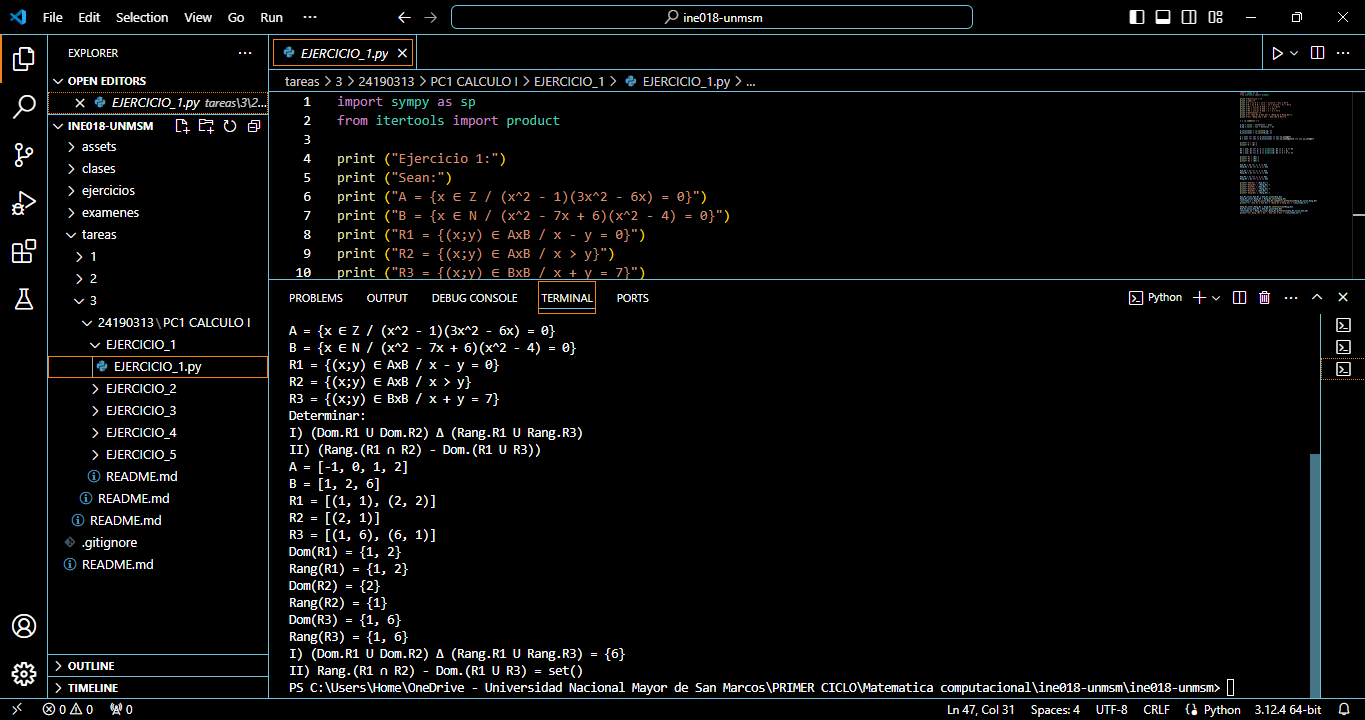 File Edit Selection View Go Run ··· ine018-unmsm
EXPLORER ···
OPEN EDITORS
EJERCICIO_1.py tareas\3\2...
INE018-UNMSM
assets
clases
ejercicios
examenes
tareas
1
2
3
24190313\PC1 CALCULO I
EJERCICIO_1
EJERCICIO_1.py
EJERCICIO_2
EJERCICIO_3
EJERCICIO_4
EJERCICIO_5
README.md
README.md
README.md
.gitignore
README.md
OUTLINE
TIMELINE
EJERCICIO_1.py
tareas > 3 > 24190313 > PC1 CALCULO I > EJERCICIO_1 > EJERCICIO_1.py > ...
1 import sympy as sp
2 from itertools import product
3
4 print ("Ejercicio 1:")
5 print ("Sean:")
6 print ("A = {x ∈ Z / (x^2 - 1)(3x^2 - 6x) = 0}")
7 print ("B = {x ∈ N / (x^2 - 7x + 6)(x^2 - 4) = 0}")
8 print ("R1 = {(x;y) ∈ AxB / x - y = 0}")
9 print ("R2 = {(x;y) ∈ AxB / x > y}")
10 print ("R3 = {(x;y) ∈ BxB / x + y = 7}")
PROBLEMS OUTPUT DEBUG CONSOLE TERMINAL PORTS Python
A = {x ∈ Z / (x^2 - 1)(3x^2 - 6x) = 0}
B = {x ∈ N / (x^2 - 7x + 6)(x^2 - 4) = 0}
R1 = {(x;y) ∈ AxB / x - y = 0}
R2 = {(x;y) ∈ AxB / x > y}
R3 = {(x;y) ∈ BxB / x + y = 7}
Determinar:
I) (Dom.R1 U Dom.R2) Δ (Rang.R1 U Rang.R3)
II) (Rang.(R1 ∩ R2) - Dom.(R1 U R3))
A = [-1, 0, 1, 2]
B = [1, 2, 6]
R1 = [(1, 1), (2, 2)]
R2 = [(2, 1)]
R3 = [(1, 6), (6, 1)]
Dom(R1) = {1, 2}
Rang(R1) = {1, 2}
Dom(R2) = {2}
Rang(R2) = {1}
Dom(R3) = {1, 6}
Rang(R3) = {1, 6}
I) (Dom.R1 U Dom.R2) Δ (Rang.R1 U Rang.R3) = {6}
II) Rang.(R1 ∩ R2) - Dom.(R1 U R3) = set()
PS C:\Users\Home\OneDrive - Universidad Nacional Mayor de San Marcos\PRIMER CICLO\Matematica computacional\ine018-unmsm\ine018-unmsm>
0 0 0 Ln 47, Col 31 Spaces: 4 UTF-8 CRLF Python 3.12.4 64-bit